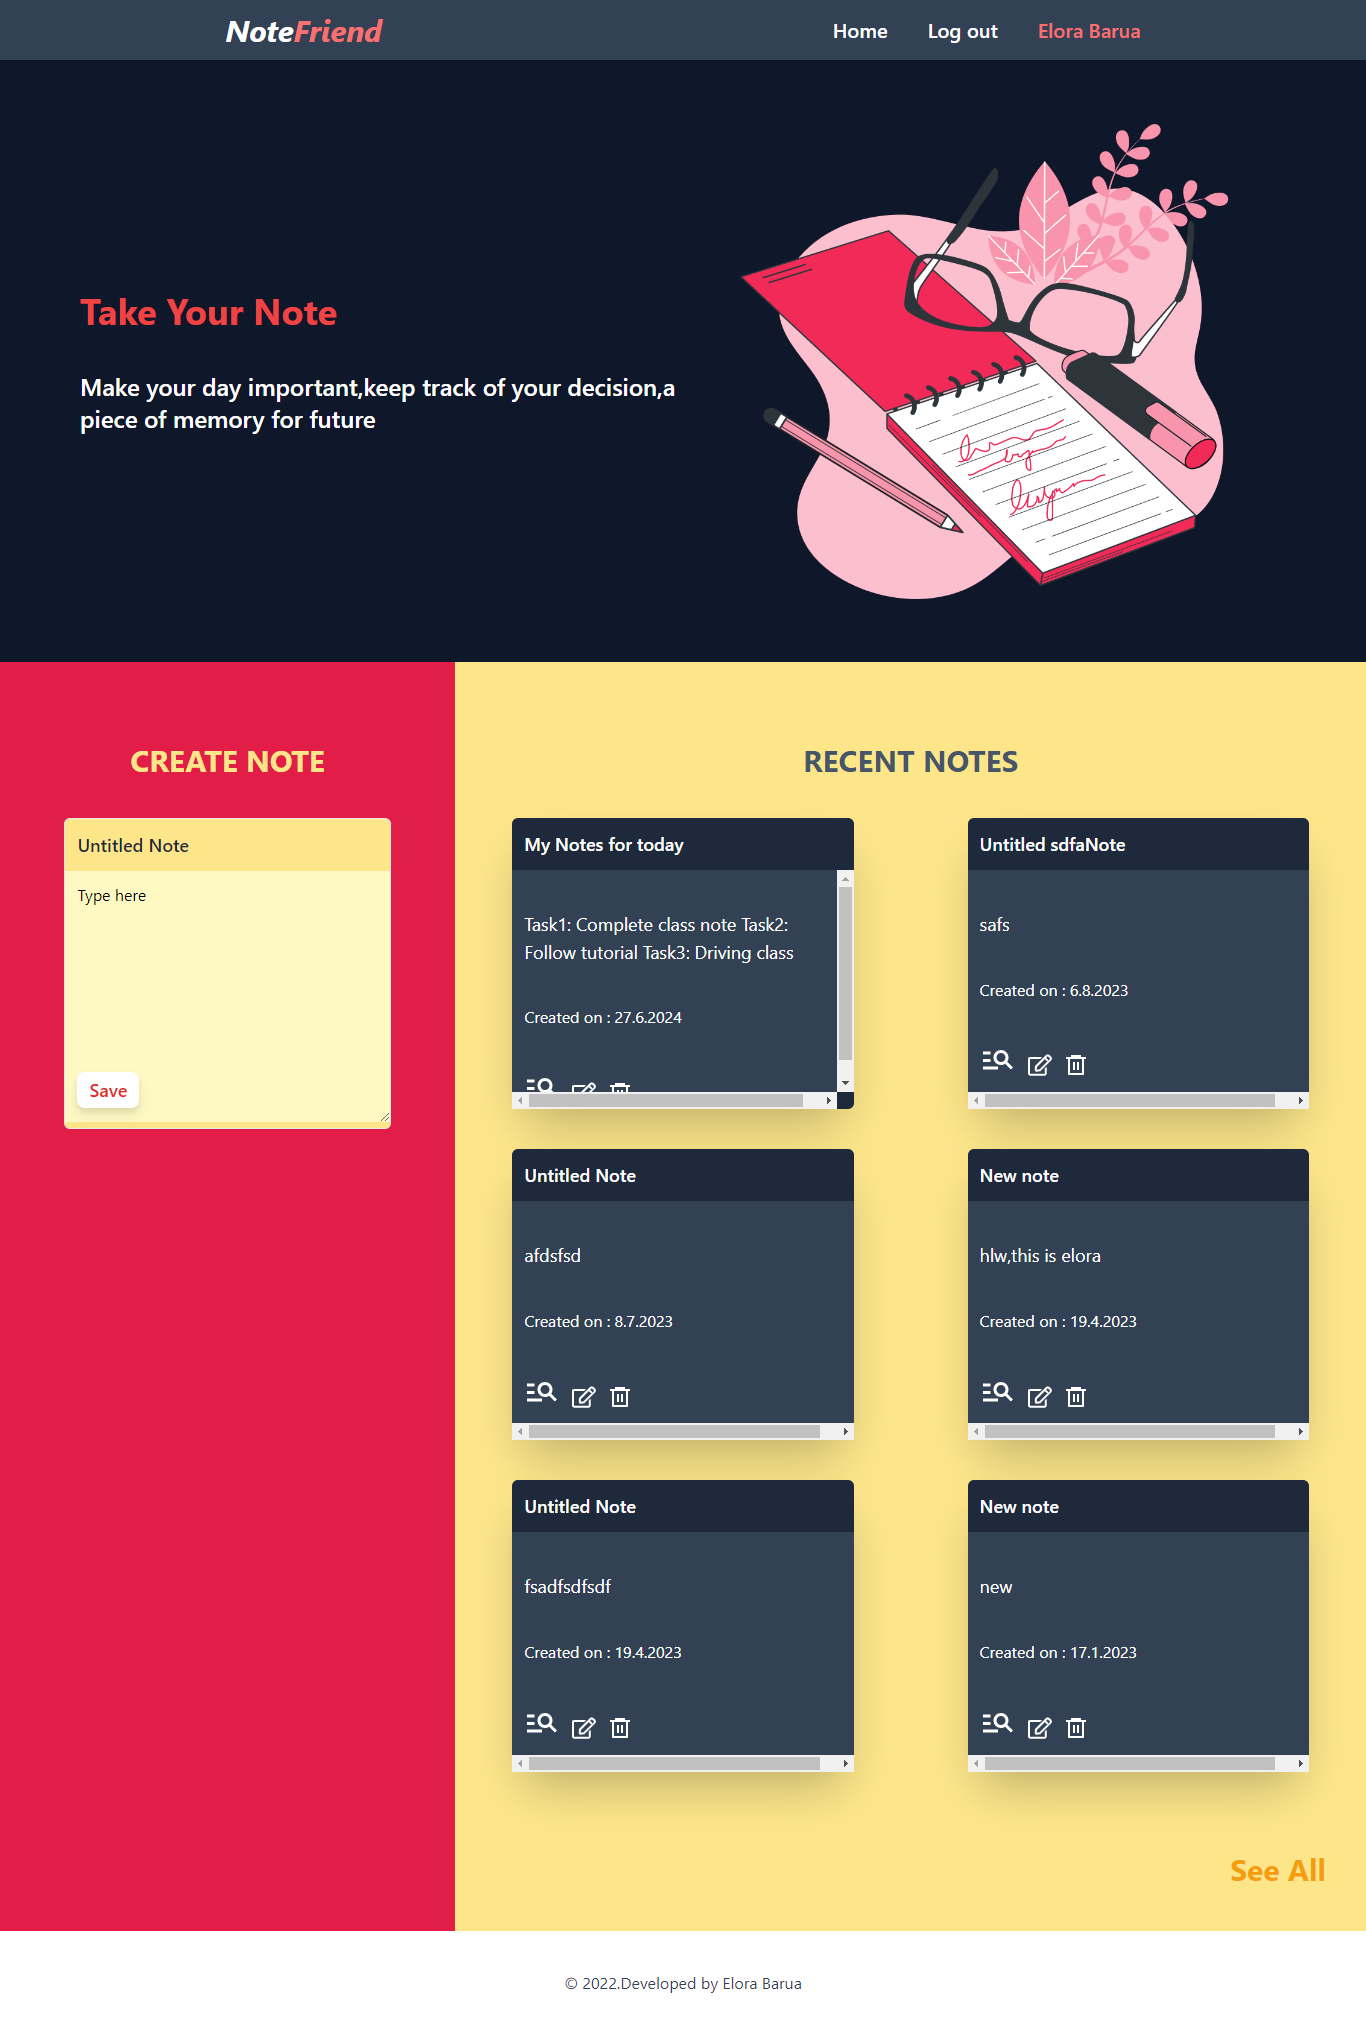 NoteFriend
Home Log out Elora Barua
Take Your Note
Make your day important,keep track of your decision,a
piece of memory for future
CREATE NOTE
Untitled Note
Type here
Save
RECENT NOTES
My Notes for today
Task1: Complete class note Task2:
Follow tutorial Task3: Driving class
Created on : 27.6.2024
Untitled sdfaNote
safs
Created on : 6.8.2023
Untitled Note
afdsfsd
Created on : 8.7.2023
New note
hlw,this is elora
Created on : 19.4.2023
Untitled Note
fsadfsdfsdf
Created on : 19.4.2023
New note
new
Created on : 17.1.2023
See All
© 2022.Developed by Elora Barua